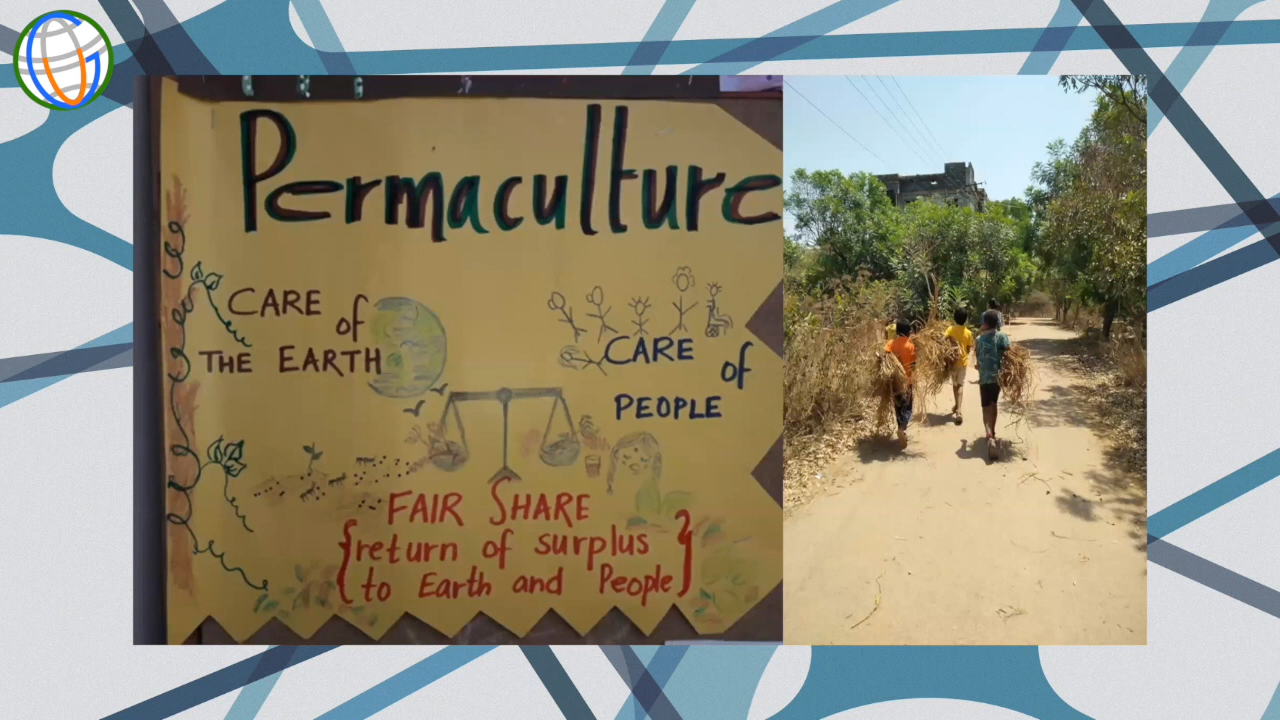 Permaculture
CARE of
THE EARTH
CARE of
PEOPLE
FAIR SHARE
{return of surplus
to Earth and People}